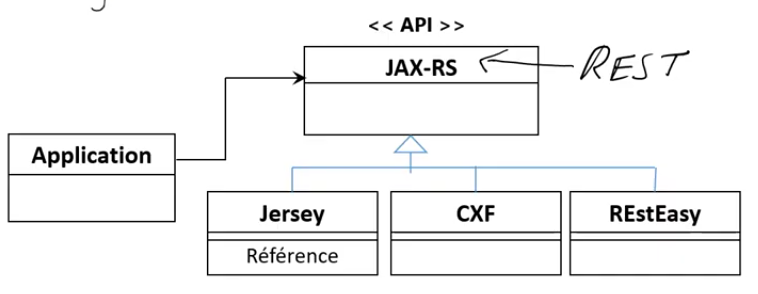 << API >>
JAX-RS
REST
Application
Jersey
CXF
REstEasy
Référence